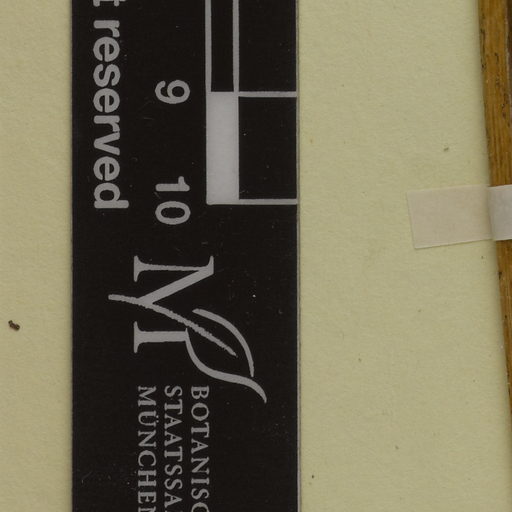 t reserved
9 10
M
BOTANISC
STAATSSA
MÜNCHEN